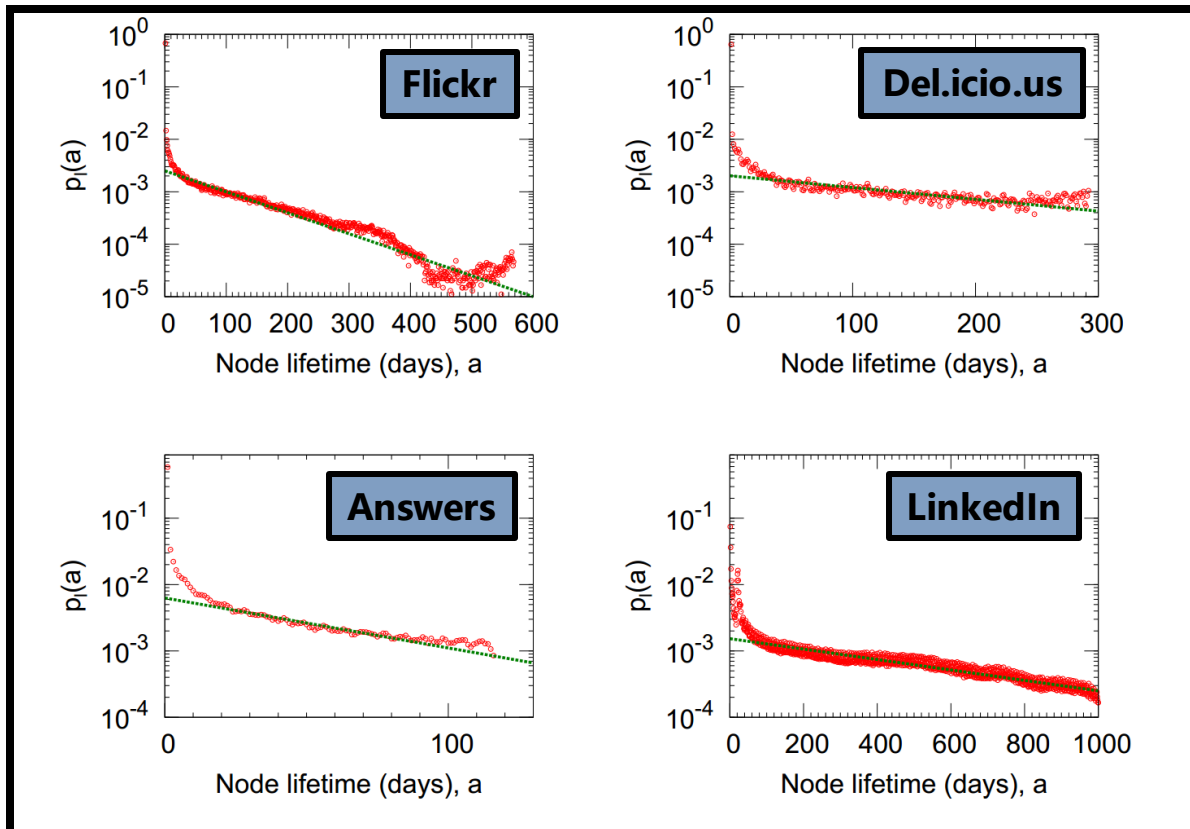 Flickr
10^0
10^-1
10^-2
10^-3
10^-4
10^-5
p_l(a)
0 100 200 300 400 500 600
Node lifetime (days), a
Del.icio.us
10^0
10^-1
10^-2
10^-3
10^-4
10^-5
p_l(a)
0 100 200 300
Node lifetime (days), a
Answers
10^-1
10^-2
10^-3
10^-4
p_l(a)
0 100
Node lifetime (days), a
LinkedIn
10^-1
10^-2
10^-3
10^-4
p_l(a)
0 200 400 600 800 1000
Node lifetime (days), a